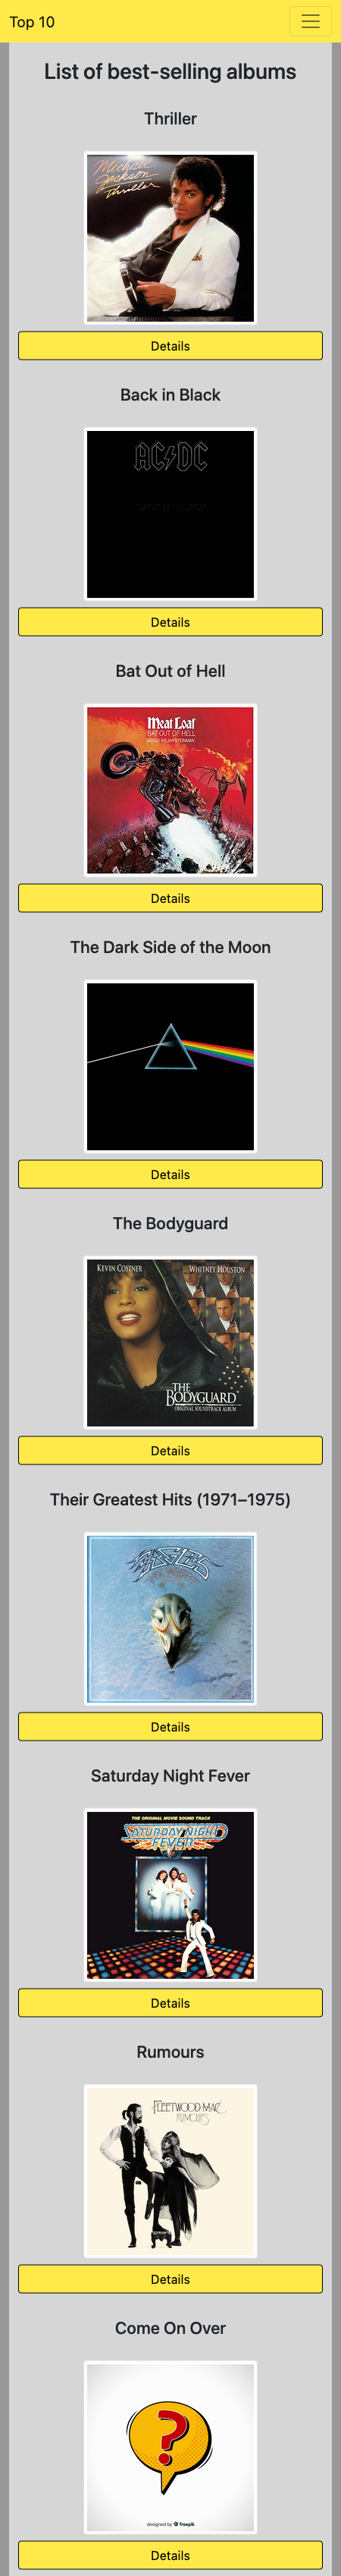 Top 10
List of best-selling albums
Thriller
Michael
Jackson
Thriller
Details
Back in Black
AC/DC
BACK IN BLACK
Details
Bat Out of Hell
Meat Loaf
BAT OUT OF HELL
SONGS BY JIM STEINMAN
Details
The Dark Side of the Moon
Details
The Bodyguard
KEVIN COSTNER WHITNEY HOUSTON
THE
BODYGUARD
ORIGINAL SOUNDTRACK ALBUM
Details
Their Greatest Hits (1971–1975)
EAGLES
Details
Saturday Night Fever
THE ORIGINAL MOVIE SOUND TRACK
SATURDAY NIGHT
FEVER
Details
Rumours
FLEETWOOD MAC
RUMOURS
Details
Come On Over
?
designed by freepik
Details